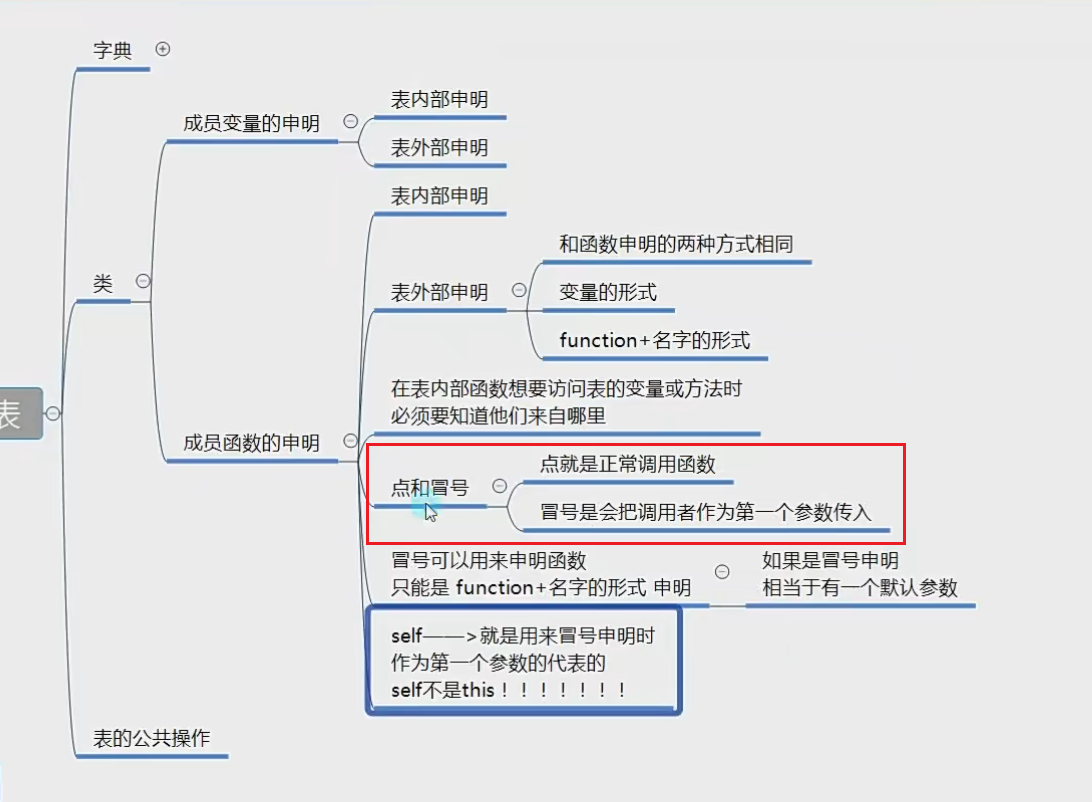 字典
成员变量的申明
表内部申明
表外部申明
类
表
成员函数的申明
表内部申明
表外部申明
和函数申明的两种方式相同
变量的形式
function+名字的形式
在表内部函数想要访问表的变量或方法时
必须要知道他们来自哪里
点和冒号
点就是正常调用函数
冒号是会把调用者作为第一个参数传入
冒号可以用来申明函数
只能是 function+名字的形式 申明
如果是冒号申明
相当于有一个默认参数
self——>就是用来冒号申明时
作为第一个参数的代表的
self不是this！！！！！！！
表的公共操作